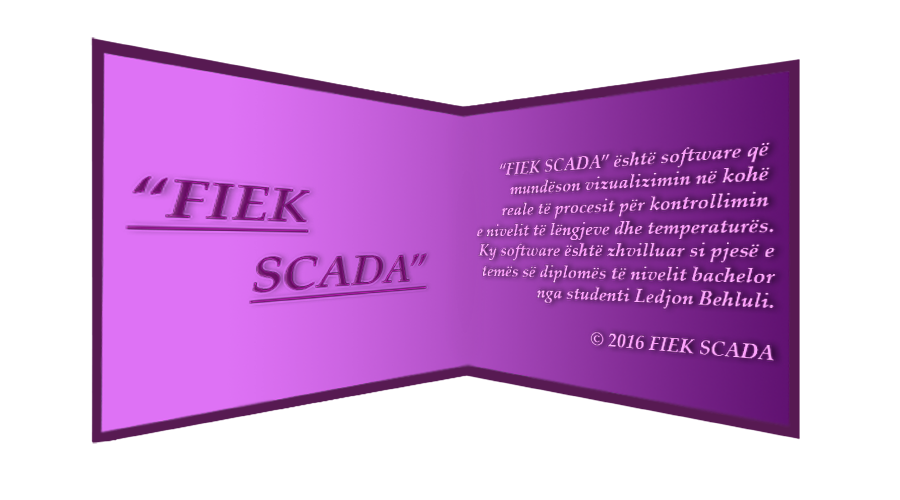 “FIEK
SCADA”
“FIEK SCADA” është software që
mundëson vizualizimin në kohë
reale të procesit për kontrollimin
e nivelit të lëngjeve dhe temperaturës.
Ky software është zhvilluar si pjesë e
temës së diplomës të nivelit bachelor
nga studenti Ledjon Behluli.
© 2016 FIEK SCADA